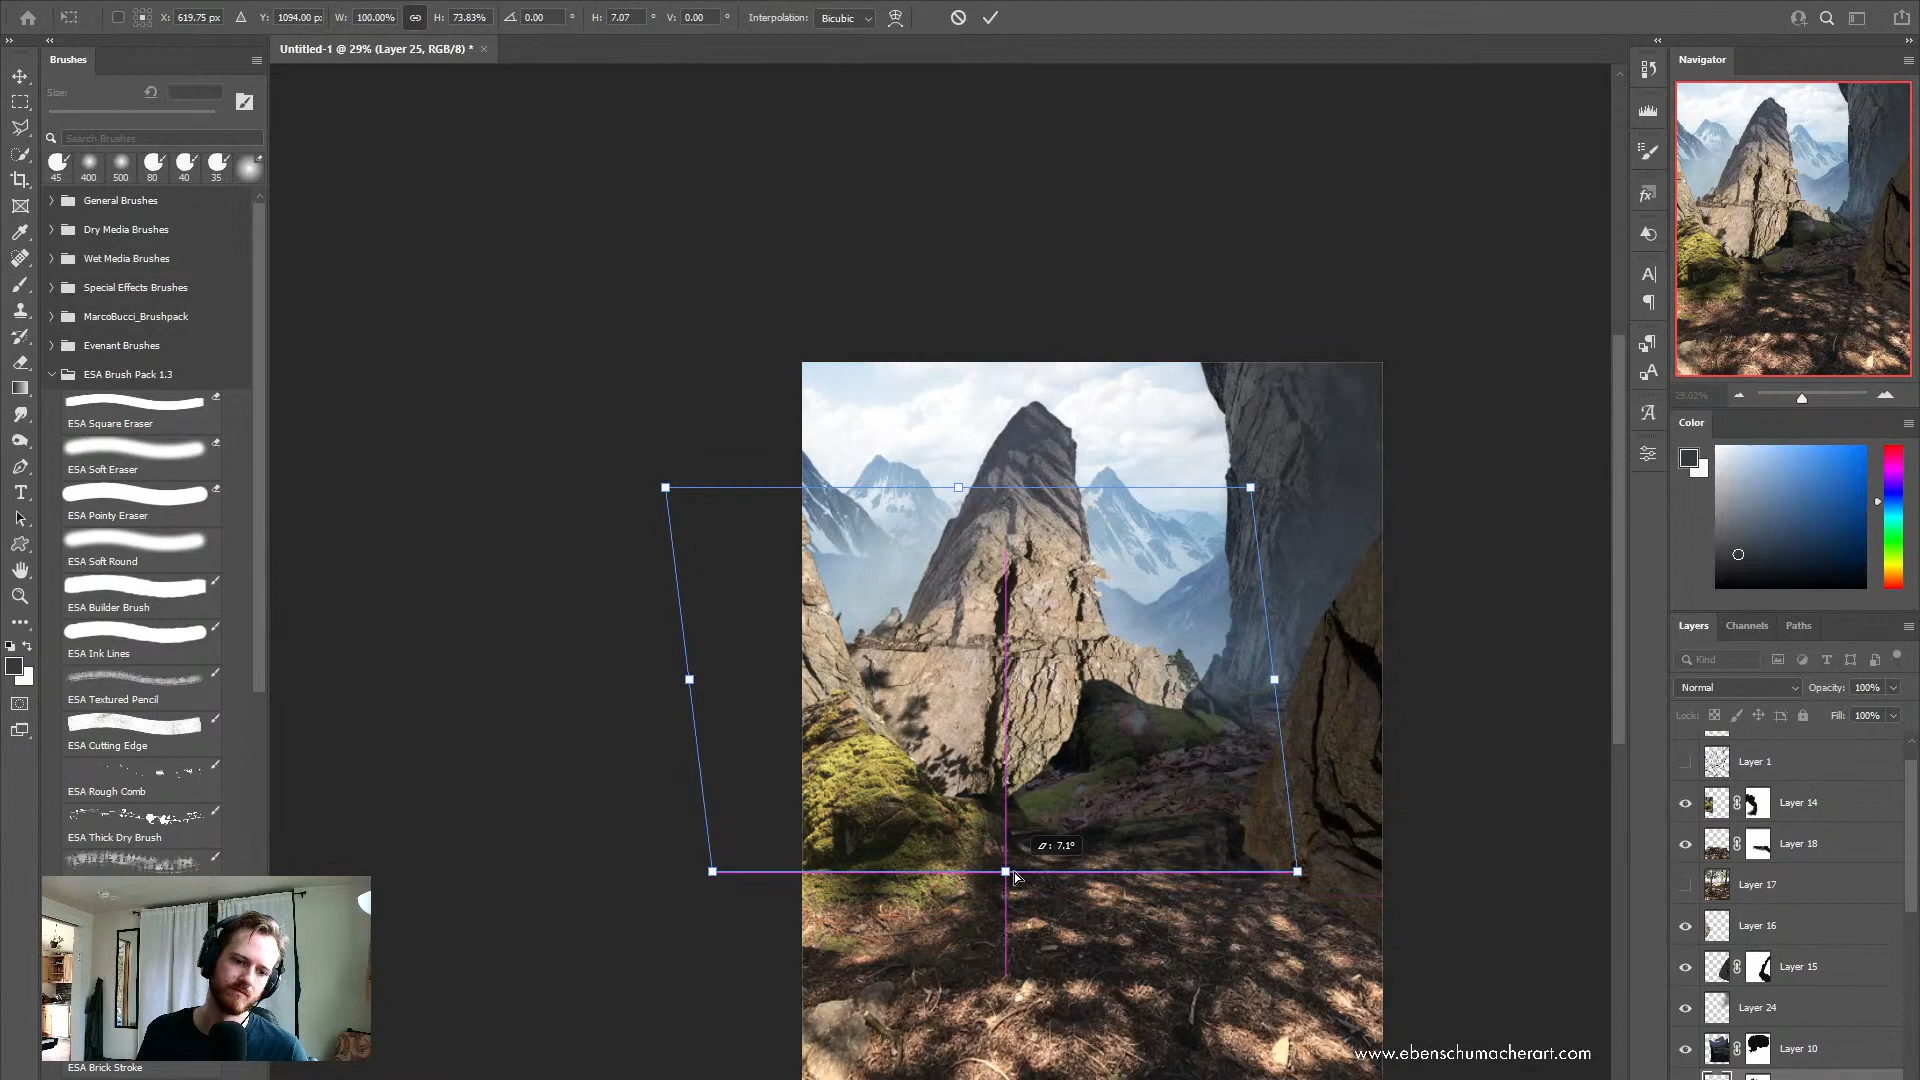 X: 619.75 px Y: 1094.00 px W: 100.00% H: 73.83% 0.00 ° H: 7.07 ° V: 0.00 ° Interpolation: Bicubic
Untitled-1 @ 29% (Layer 25, RGB/8) *
Brushes
Size:
Search Brushes
45 400 500 80 40 35
General Brushes
Dry Media Brushes
Wet Media Brushes
Special Effects Brushes
MarcoBucci_Brushpack
Evenant Brushes
ESA Brush Pack 1.3
ESA Square Eraser
ESA Soft Eraser
ESA Pointy Eraser
ESA Soft Round
ESA Builder Brush
ESA Ink Lines
ESA Textured Pencil
ESA Cutting Edge
ESA Rough Comb
ESA Thick Dry Brush
ESA Brick Stroke
: 7.1°
www.ebenschumacherart.com
Navigator
29.02%
Color
Layers Channels Paths
Kind
Normal Opacity: 100%
Lock: Fill: 100%
Layer 1
Layer 14
Layer 18
Layer 17
Layer 16
Layer 15
Layer 24
Layer 10